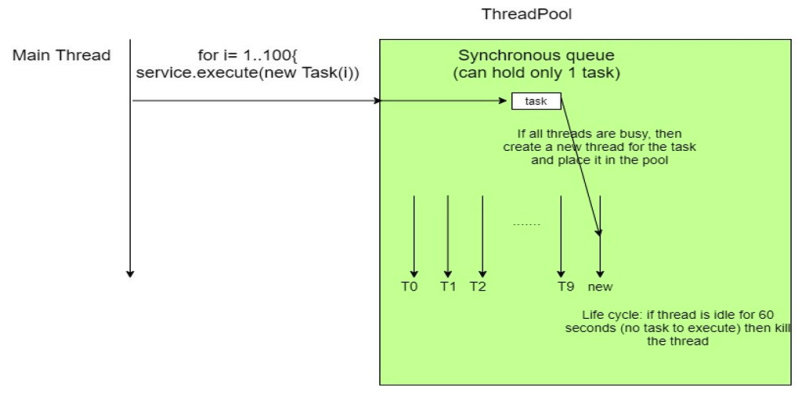 ThreadPool
Main Thread
for i= 1..100{
service.execute(new Task(i))
Synchronous queue
(can hold only 1 task)
task
If all threads are busy, then
create a new thread for the task
and place it in the pool
.......
T0
T1
T2
T9
new
Life cycle: if thread is idle for 60
seconds (no task to execute) then kill
the thread